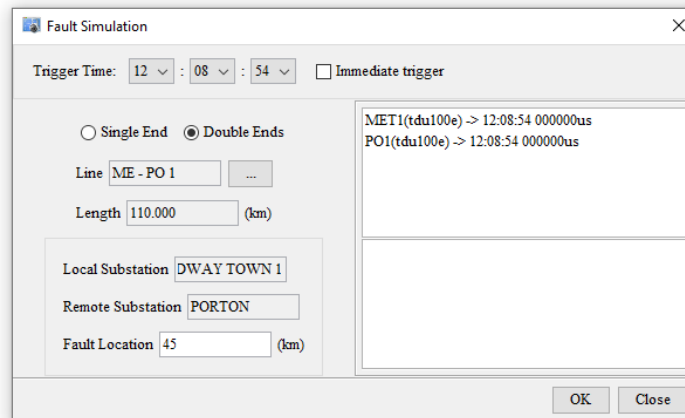 Fault Simulation
Trigger Time: 12 : 08 : 54 Immediate trigger
Single End Double Ends
Line ME - PO 1 ...
Length 110.000 (km)
Local Substation DWAY TOWN 1
Remote Substation PORTON
Fault Location 45 (km)
MET1(tdu100e) -> 12:08:54 000000us
PO1(tdu100e) -> 12:08:54 000000us
OK Close